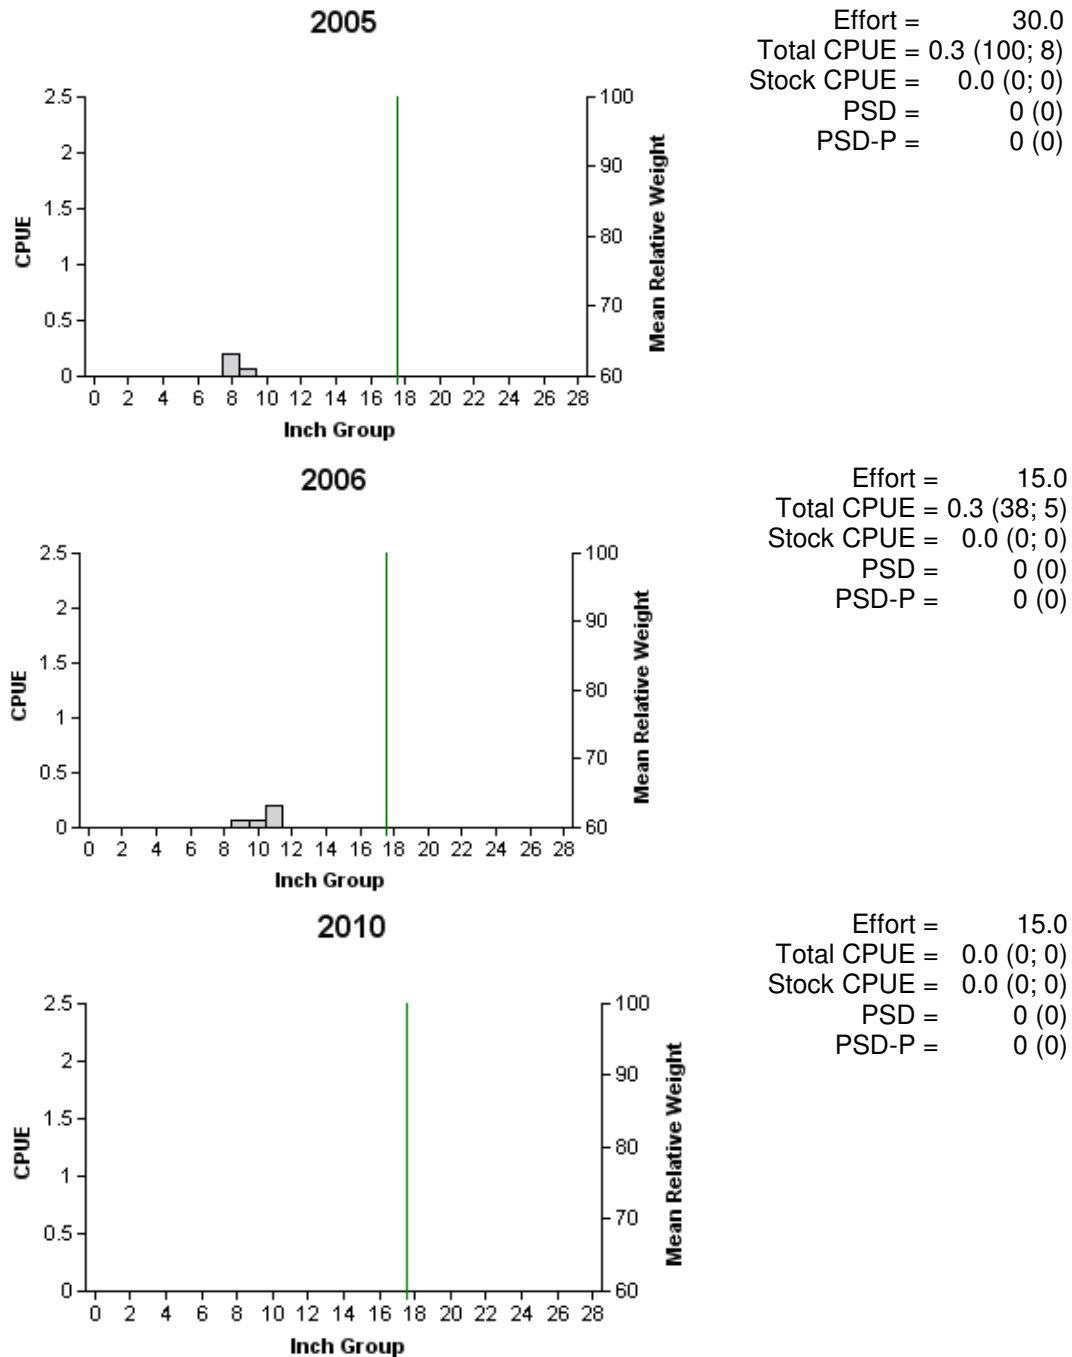 2005
Effort = 30.0
Total CPUE = 0.3 (100; 8)
Stock CPUE = 0.0 (0; 0)
PSD = 0 (0)
PSD-P = 0 (0)
2.5
2
1.5
1
0.5
0
CPUE
100
90
80
70
60
Mean Relative Weight
0 2 4 6 8 10 12 14 16 18 20 22 24 26 28
Inch Group
2006
Effort = 15.0
Total CPUE = 0.3 (38; 5)
Stock CPUE = 0.0 (0; 0)
PSD = 0 (0)
PSD-P = 0 (0)
2.5
2
1.5
1
0.5
0
CPUE
100
90
80
70
60
Mean Relative Weight
0 2 4 6 8 10 12 14 16 18 20 22 24 26 28
Inch Group
2010
Effort = 15.0
Total CPUE = 0.0 (0; 0)
Stock CPUE = 0.0 (0; 0)
PSD = 0 (0)
PSD-P = 0 (0)
2.5
2
1.5
1
0.5
0
CPUE
100
90
80
70
60
Mean Relative Weight
0 2 4 6 8 10 12 14 16 18 20 22 24 26 28
Inch Group